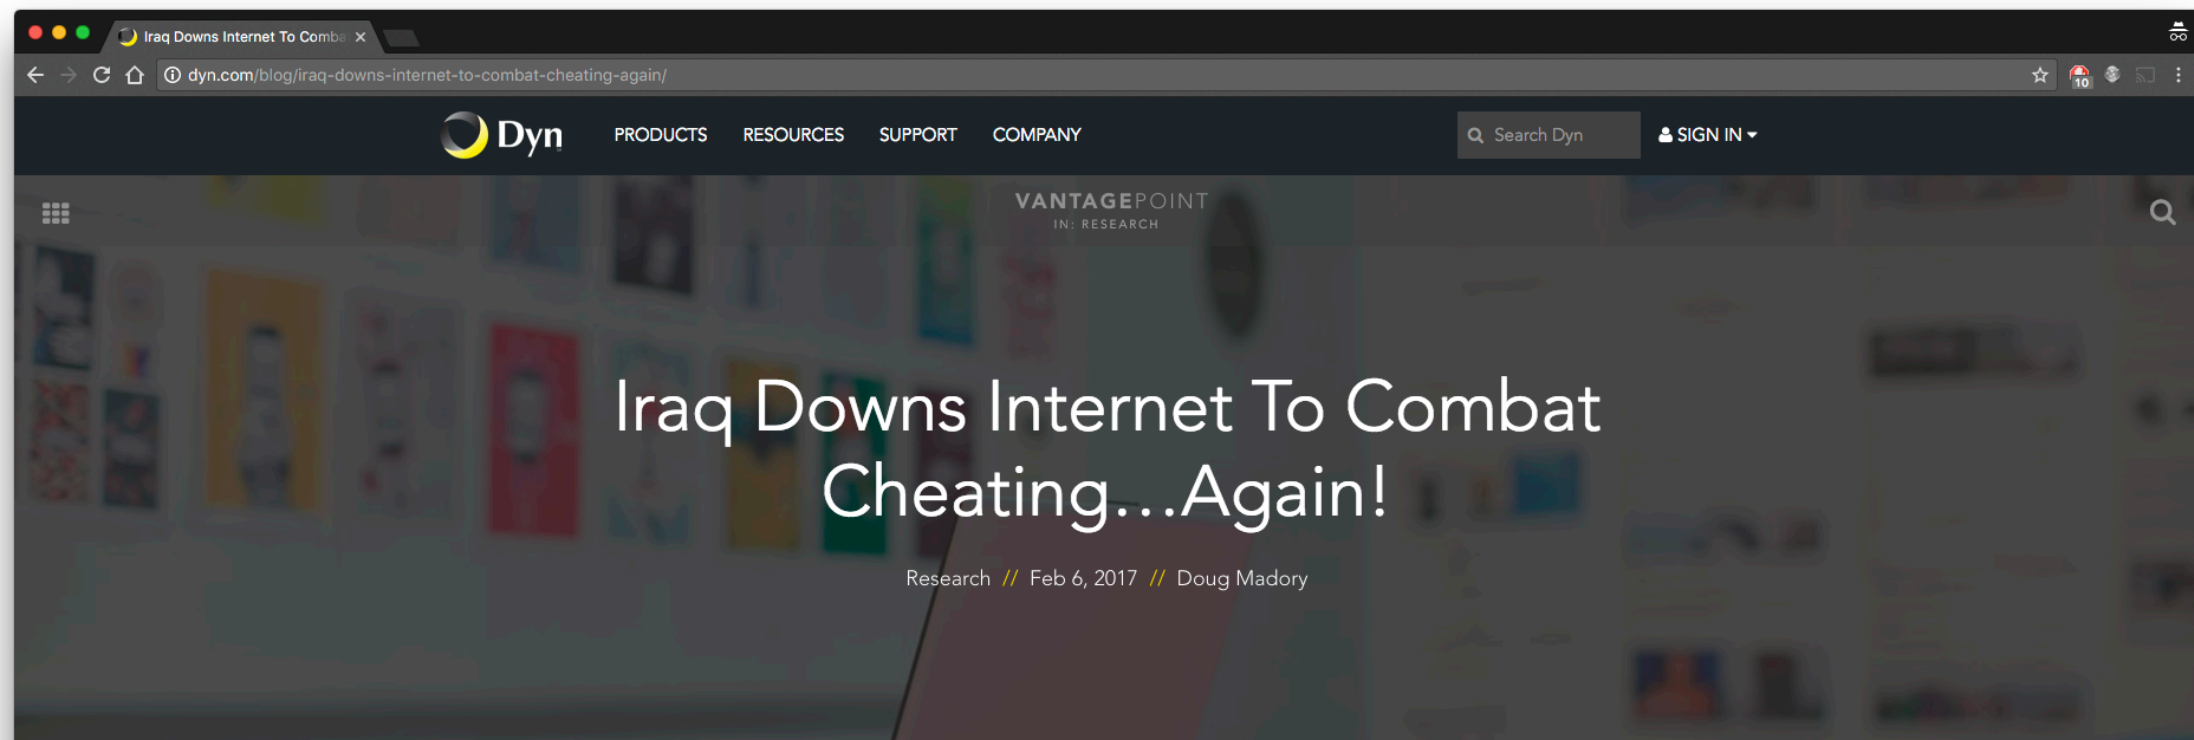 Iraq Downs Internet To Comba
dyn.com/blog/iraq-downs-internet-to-combat-cheating-again/
10
Dyn PRODUCTS RESOURCES SUPPORT COMPANY Search Dyn SIGN IN
VANTAGEPOINT
IN: RESEARCH
Iraq Downs Internet To Combat
Cheating...Again!
Research // Feb 6, 2017 // Doug Madory